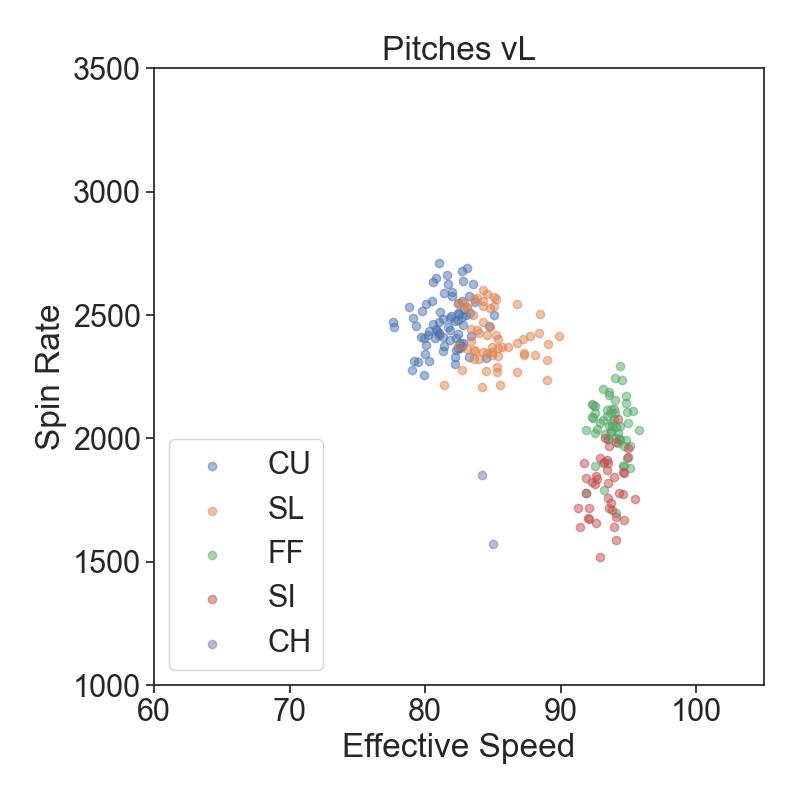 Pitches vL
3500
3000
2500
2000
1500
1000
Spin Rate
CU
SL
FF
SI
CH
60 70 80 90 100
Effective Speed